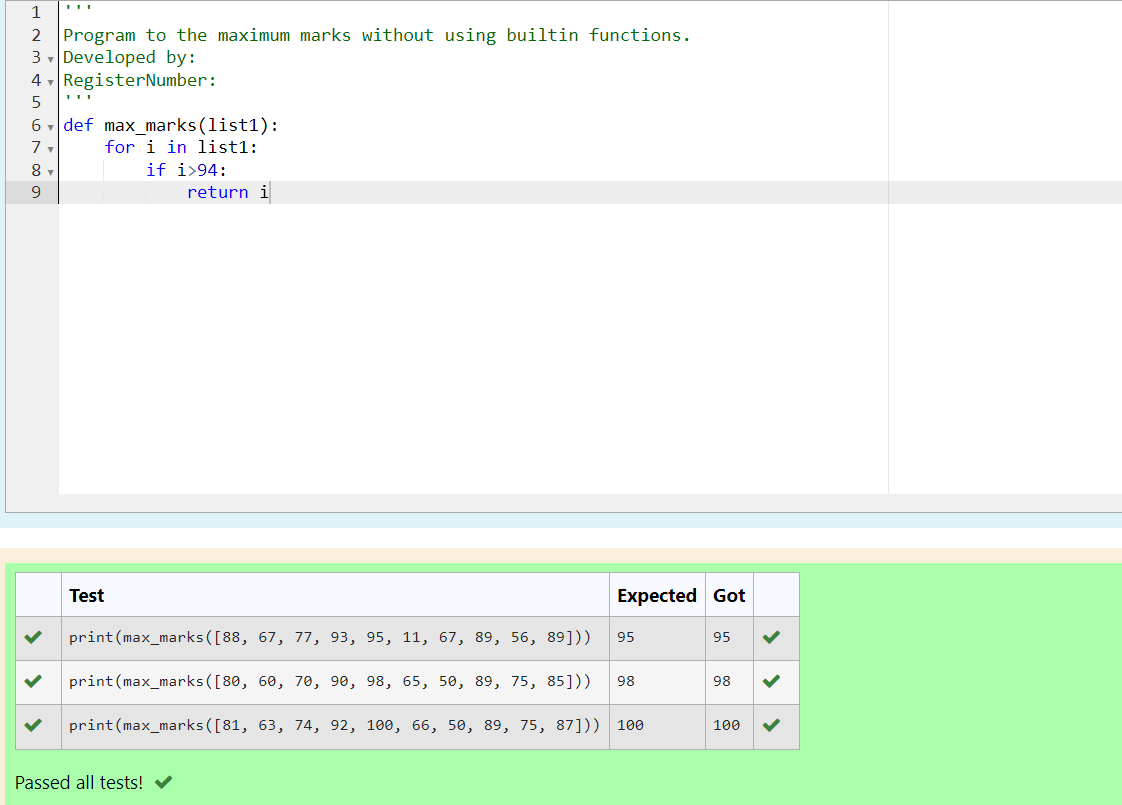 1 '''
2 Program to the maximum marks without using builtin functions.
3 Developed by:
4 RegisterNumber:
5 '''
6 def max_marks(list1):
7     for i in list1:
8         if i>94:
9             return i
Test Expected Got
print(max_marks([88, 67, 77, 93, 95, 11, 67, 89, 56, 89])) 95 95
print(max_marks([80, 60, 70, 90, 98, 65, 50, 89, 75, 85])) 98 98
print(max_marks([81, 63, 74, 92, 100, 66, 50, 89, 75, 87])) 100 100
Passed all tests!